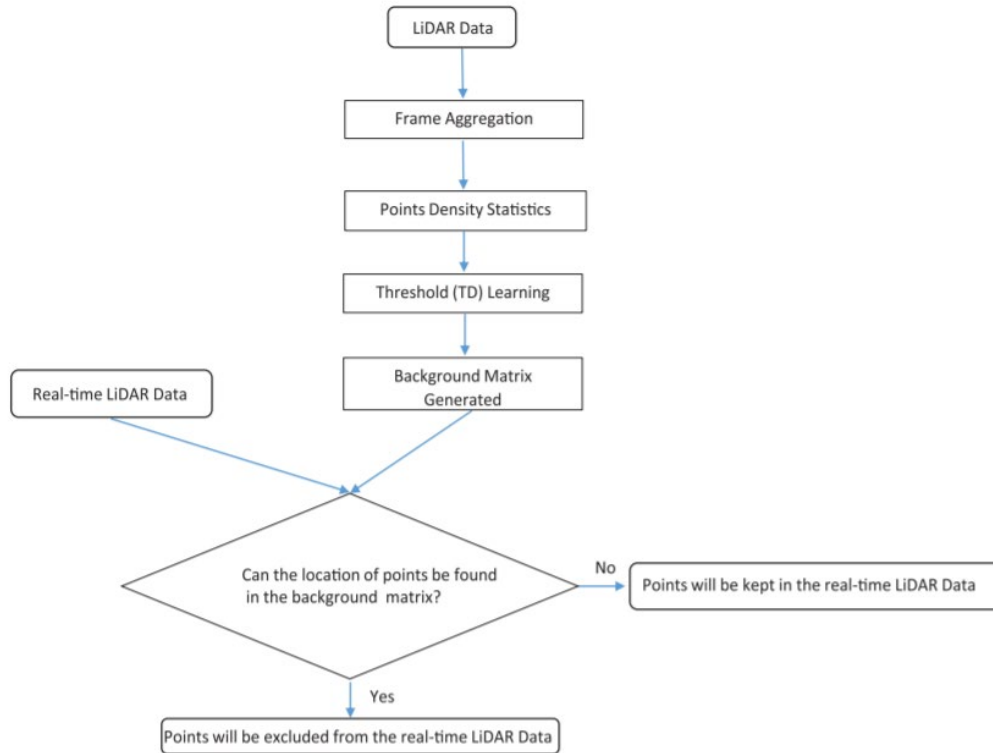 LiDAR Data
Frame Aggregation
Points Density Statistics
Threshold (TD) Learning
Background Matrix
Generated
Real-time LiDAR Data
Can the location of points be found
in the background matrix?
No
Points will be kept in the real-time LiDAR Data
Yes
Points will be excluded from the real-time LiDAR Data